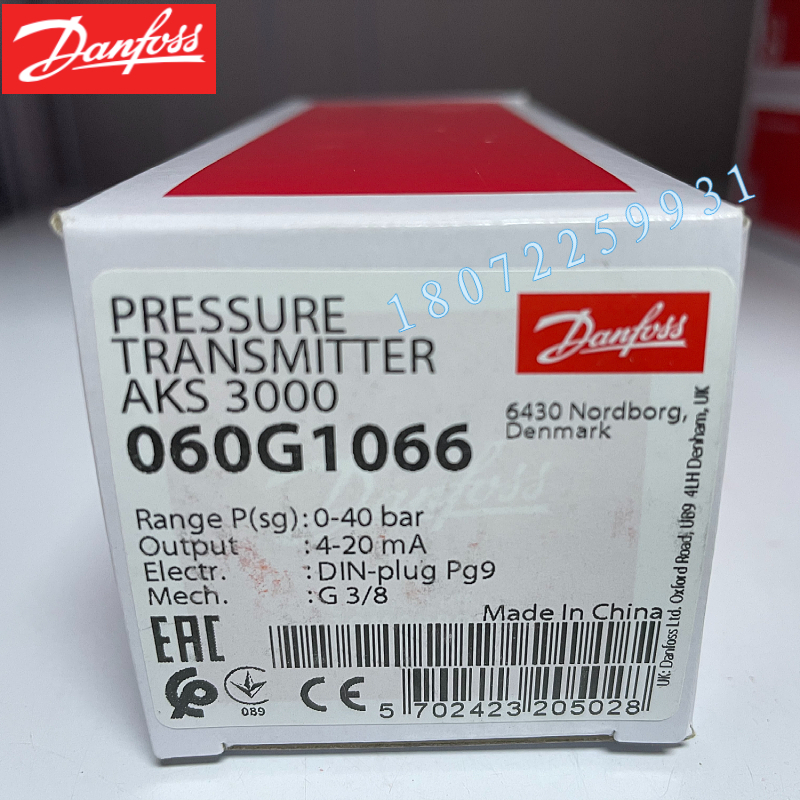 Danfoss
18072259931
PRESSURE
TRANSMITTER
AKS 3000
060G1066
Danfoss
6430 Nordborg,
Denmark
Danfoss
Range P(sg):0-40 bar
Output :4-20 mA
Electr. :DIN-plug Pg9
Mech. :G 3/8
Made In China
EAC
089
CE
5 702423 205028
UK: Danfoss Ltd. Oxford Road, UB9 4LH Denham, UK